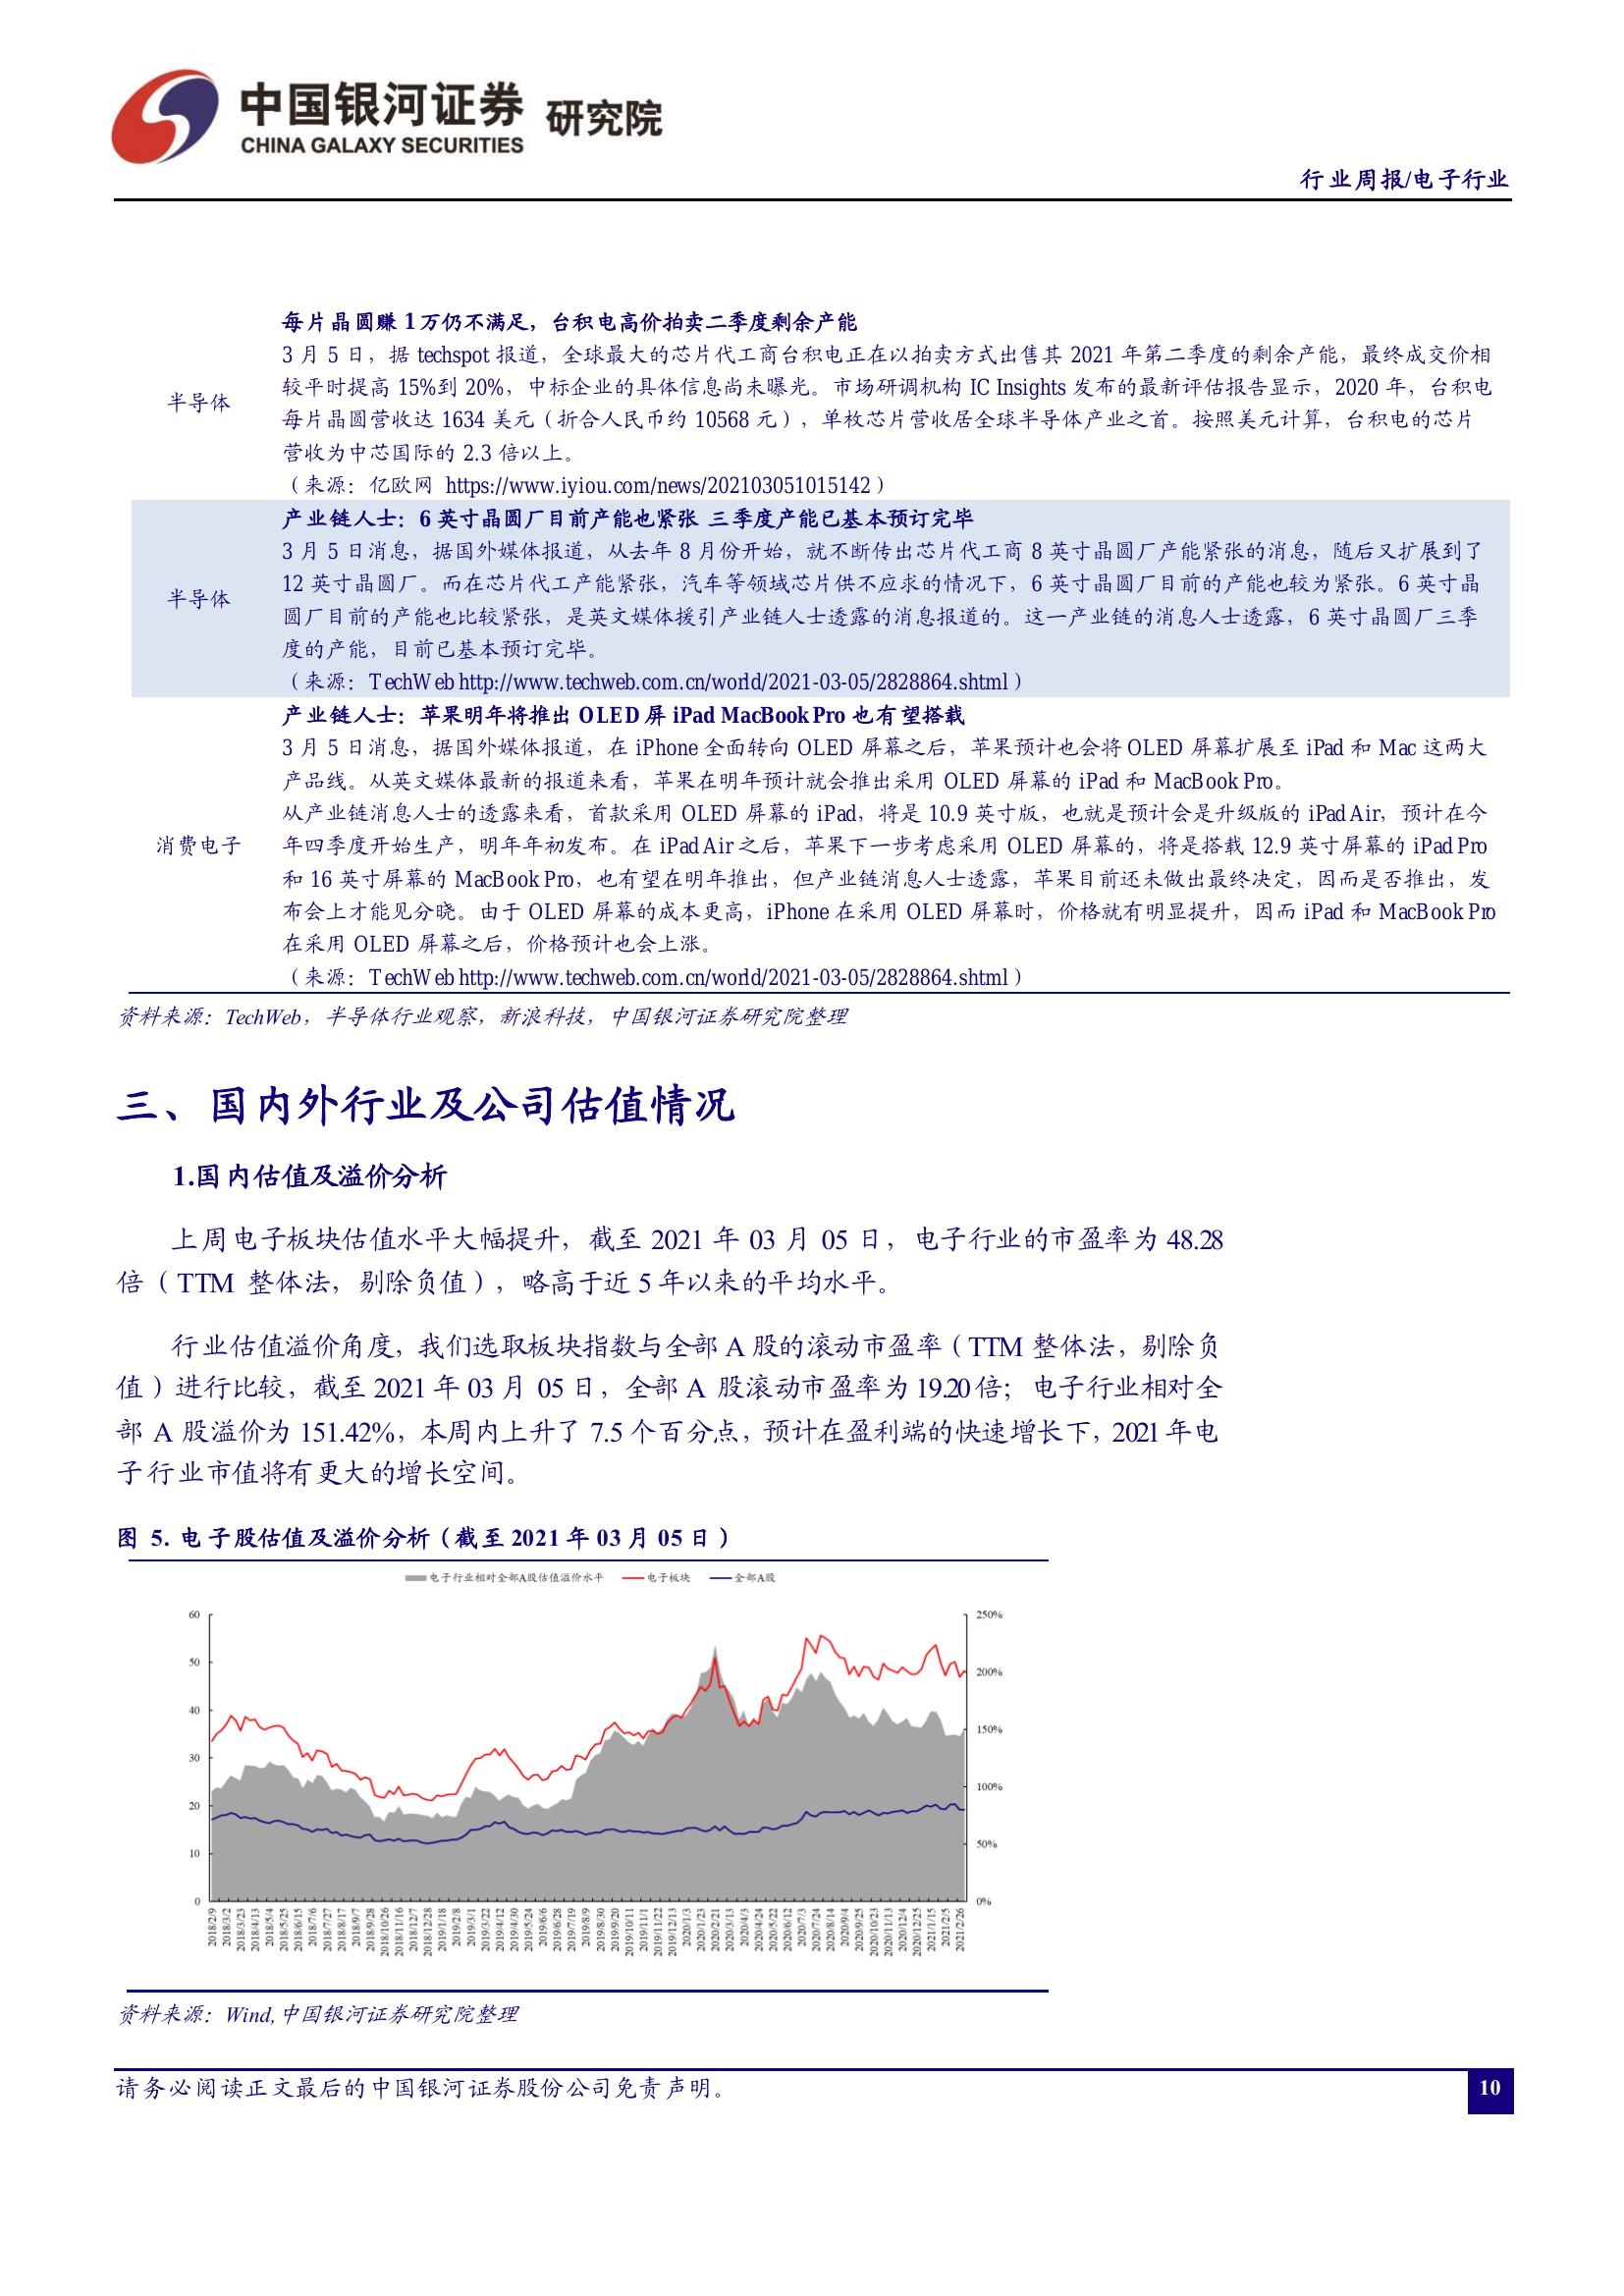 中国银河证券 研究院
CHINA GALAXY SECURITIES
行业周报/电子行业
每片晶圆赚 1 万仍不满足，台积电高价拍卖二季度剩余产能
3 月 5 日，据 techspot 报道，全球最大的芯片代工商台积电正在以拍卖方式出售其 2021 年第二季度的剩余产能，最终成交价相
较平时提高 15%到 20%，中标企业的具体信息尚未曝光。市场研调机构 IC Insights 发布的最新评估报告显示，2020 年，台积电
半导体
每片晶圆营收达 1634 美元（折合人民币约 10568 元），单枚芯片营收居全球半导体产业之首。按照美元计算，台积电的芯片
营收为中芯国际的 2.3 倍以上。
（来源：亿欧网 https://www.iyiou.com/news/202103051015142）
产业链人士：6 英寸晶圆厂目前产能也紧张 三季度产能已基本预订完毕
3 月 5 日消息，据国外媒体报道，从去年 8 月份开始，就不断传出芯片代工商 8 英寸晶圆厂产能紧张的消息，随后又扩展到了
12 英寸晶圆厂。而在芯片代工产能紧张，汽车等领域芯片供不应求的情况下，6 英寸晶圆厂目前的产能也较为紧张。6 英寸晶
半导体
圆厂目前的产能也比较紧张，是英文媒体援引产业链人士透露的消息报道的。这一产业链的消息人士透露，6 英寸晶圆厂三季
度的产能，目前已基本预订完毕。
（来源：TechWeb http://www.techweb.com.cn/world/2021-03-05/2828864.shtml）
产业链人士：苹果明年将推出 OLED 屏 iPad MacBook Pro 也有望搭载
3 月 5 日消息，据国外媒体报道，在 iPhone 全面转向 OLED 屏幕之后，苹果预计也会将 OLED 屏幕扩展至 iPad 和 Mac 这两大
产品线。从英文媒体最新的报道来看，苹果在明年预计就会推出采用 OLED 屏幕的 iPad 和 MacBook Pro。
从产业链消息人士的透露来看，首款采用 OLED 屏幕的 iPad，将是 10.9 英寸版，也就是预计会是升级版的 iPad Air，预计在今
消费电子
年四季度开始生产，明年年初发布。在 iPad Air 之后，苹果下一步考虑采用 OLED 屏幕的，将是搭载 12.9 英寸屏幕的 iPad Pro
和 16 英寸屏幕的 MacBook Pro，也有望在明年推出，但产业链消息人士透露，苹果目前还未做出最终决定，因而是否推出，发
布会上才能见分晓。由于 OLED 屏幕的成本更高，iPhone 在采用 OLED 屏幕时，价格就有明显提升，因而 iPad 和 MacBook Pro
在采用 OLED 屏幕之后，价格预计也会上涨。
（来源：TechWeb http://www.techweb.com.cn/world/2021-03-05/2828864.shtml）
资料来源：TechWeb，半导体行业观察，新浪科技，中国银河证券研究院整理
三、国内外行业及公司估值情况
1.国内估值及溢价分析
上周电子板块估值水平大幅提升，截至 2021 年 03 月 05 日，电子行业的市盈率为 48.28
倍（TTM 整体法，剔除负值），略高于近 5 年以来的平均水平。
行业估值溢价角度，我们选取板块指数与全部 A 股的滚动市盈率（TTM 整体法，剔除负
值）进行比较，截至 2021 年 03 月 05 日，全部 A 股滚动市盈率为 19.20 倍；电子行业相对全
部 A 股溢价为 151.42%，本周内上升了 7.5 个百分点，预计在盈利端的快速增长下，2021 年电
子行业市值将有更大的增长空间。
图 5. 电子股估值及溢价分析（截至 2021 年 03 月 05 日）
电子行业相对全部A股估值溢价水平 电子板块 全部A股
60 250%
50 200%
40 150%
30 100%
20 50%
10 0%
0
2018/2/9 2018/3/2 2018/3/23 2018/4/13 2018/5/4 2018/5/25 2018/6/15 2018/7/6 2018/7/27 2018/8/17 2018/9/7 2018/9/28 2018/10/26 2018/11/16 2018/12/7 2018/12/28 2019/1/18 2019/2/8 2019/3/1 2019/3/22 2019/4/12 2019/4/30 2019/5/24 2019/6/6 2019/6/28 2019/7/19 2019/8/9 2019/8/30 2019/9/20 2019/10/11 2019/11/1 2019/11/22 2019/12/13 2020/1/3 2020/1/23 2020/2/21 2020/3/13 2020/4/3 2020/4/24 2020/5/22 2020/6/12 2020/7/3 2020/7/24 2020/8/14 2020/9/4 2020/9/25 2020/10/23 2020/11/13 2020/12/4 2020/12/25 2021/1/15 2021/2/5 2021/2/26
资料来源：Wind,中国银河证券研究院整理
请务必阅读正文最后的中国银河证券股份公司免责声明。
10